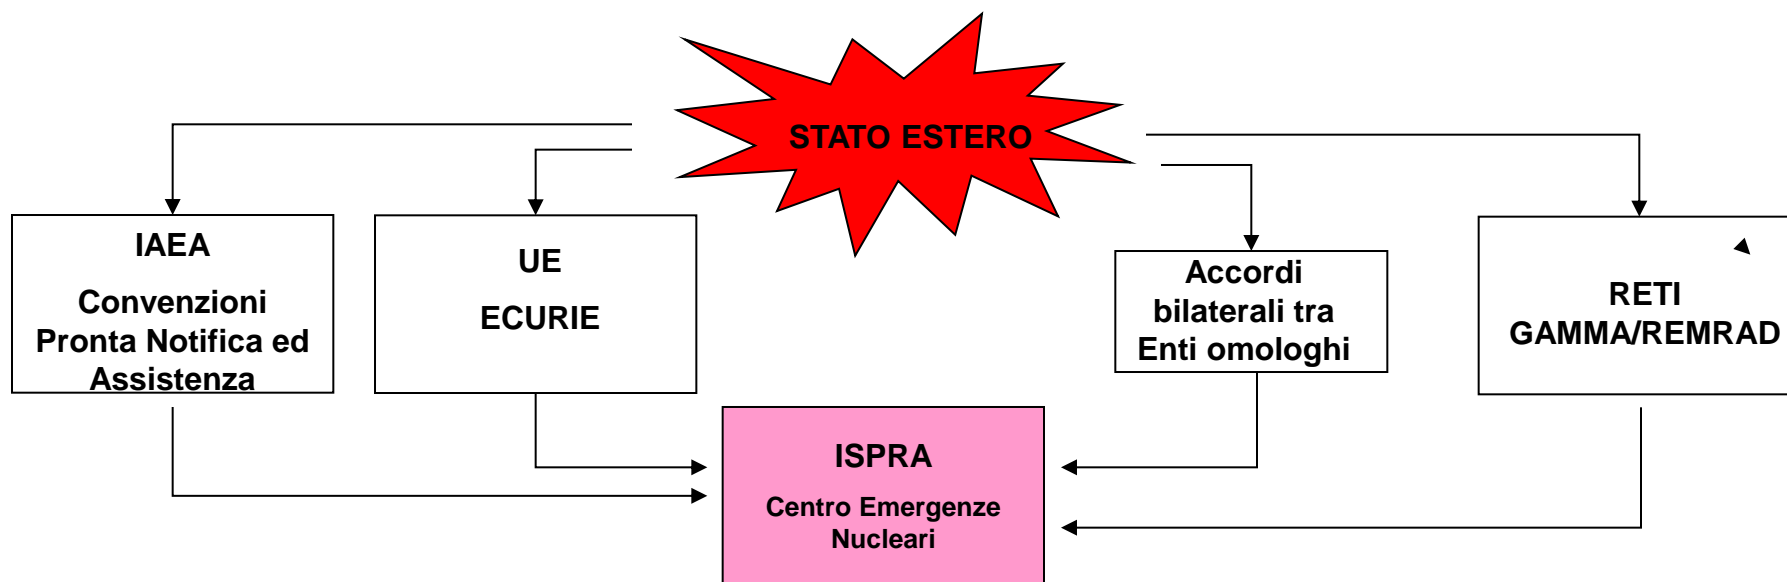 STATO ESTERO
IAEA
Convenzioni
Pronta Notifica ed
Assistenza
UE
ECURIE
Accordi
bilaterali tra
Enti omologhi
RETI
GAMMA/REMRAD
ISPRA
Centro Emergenze
Nucleari